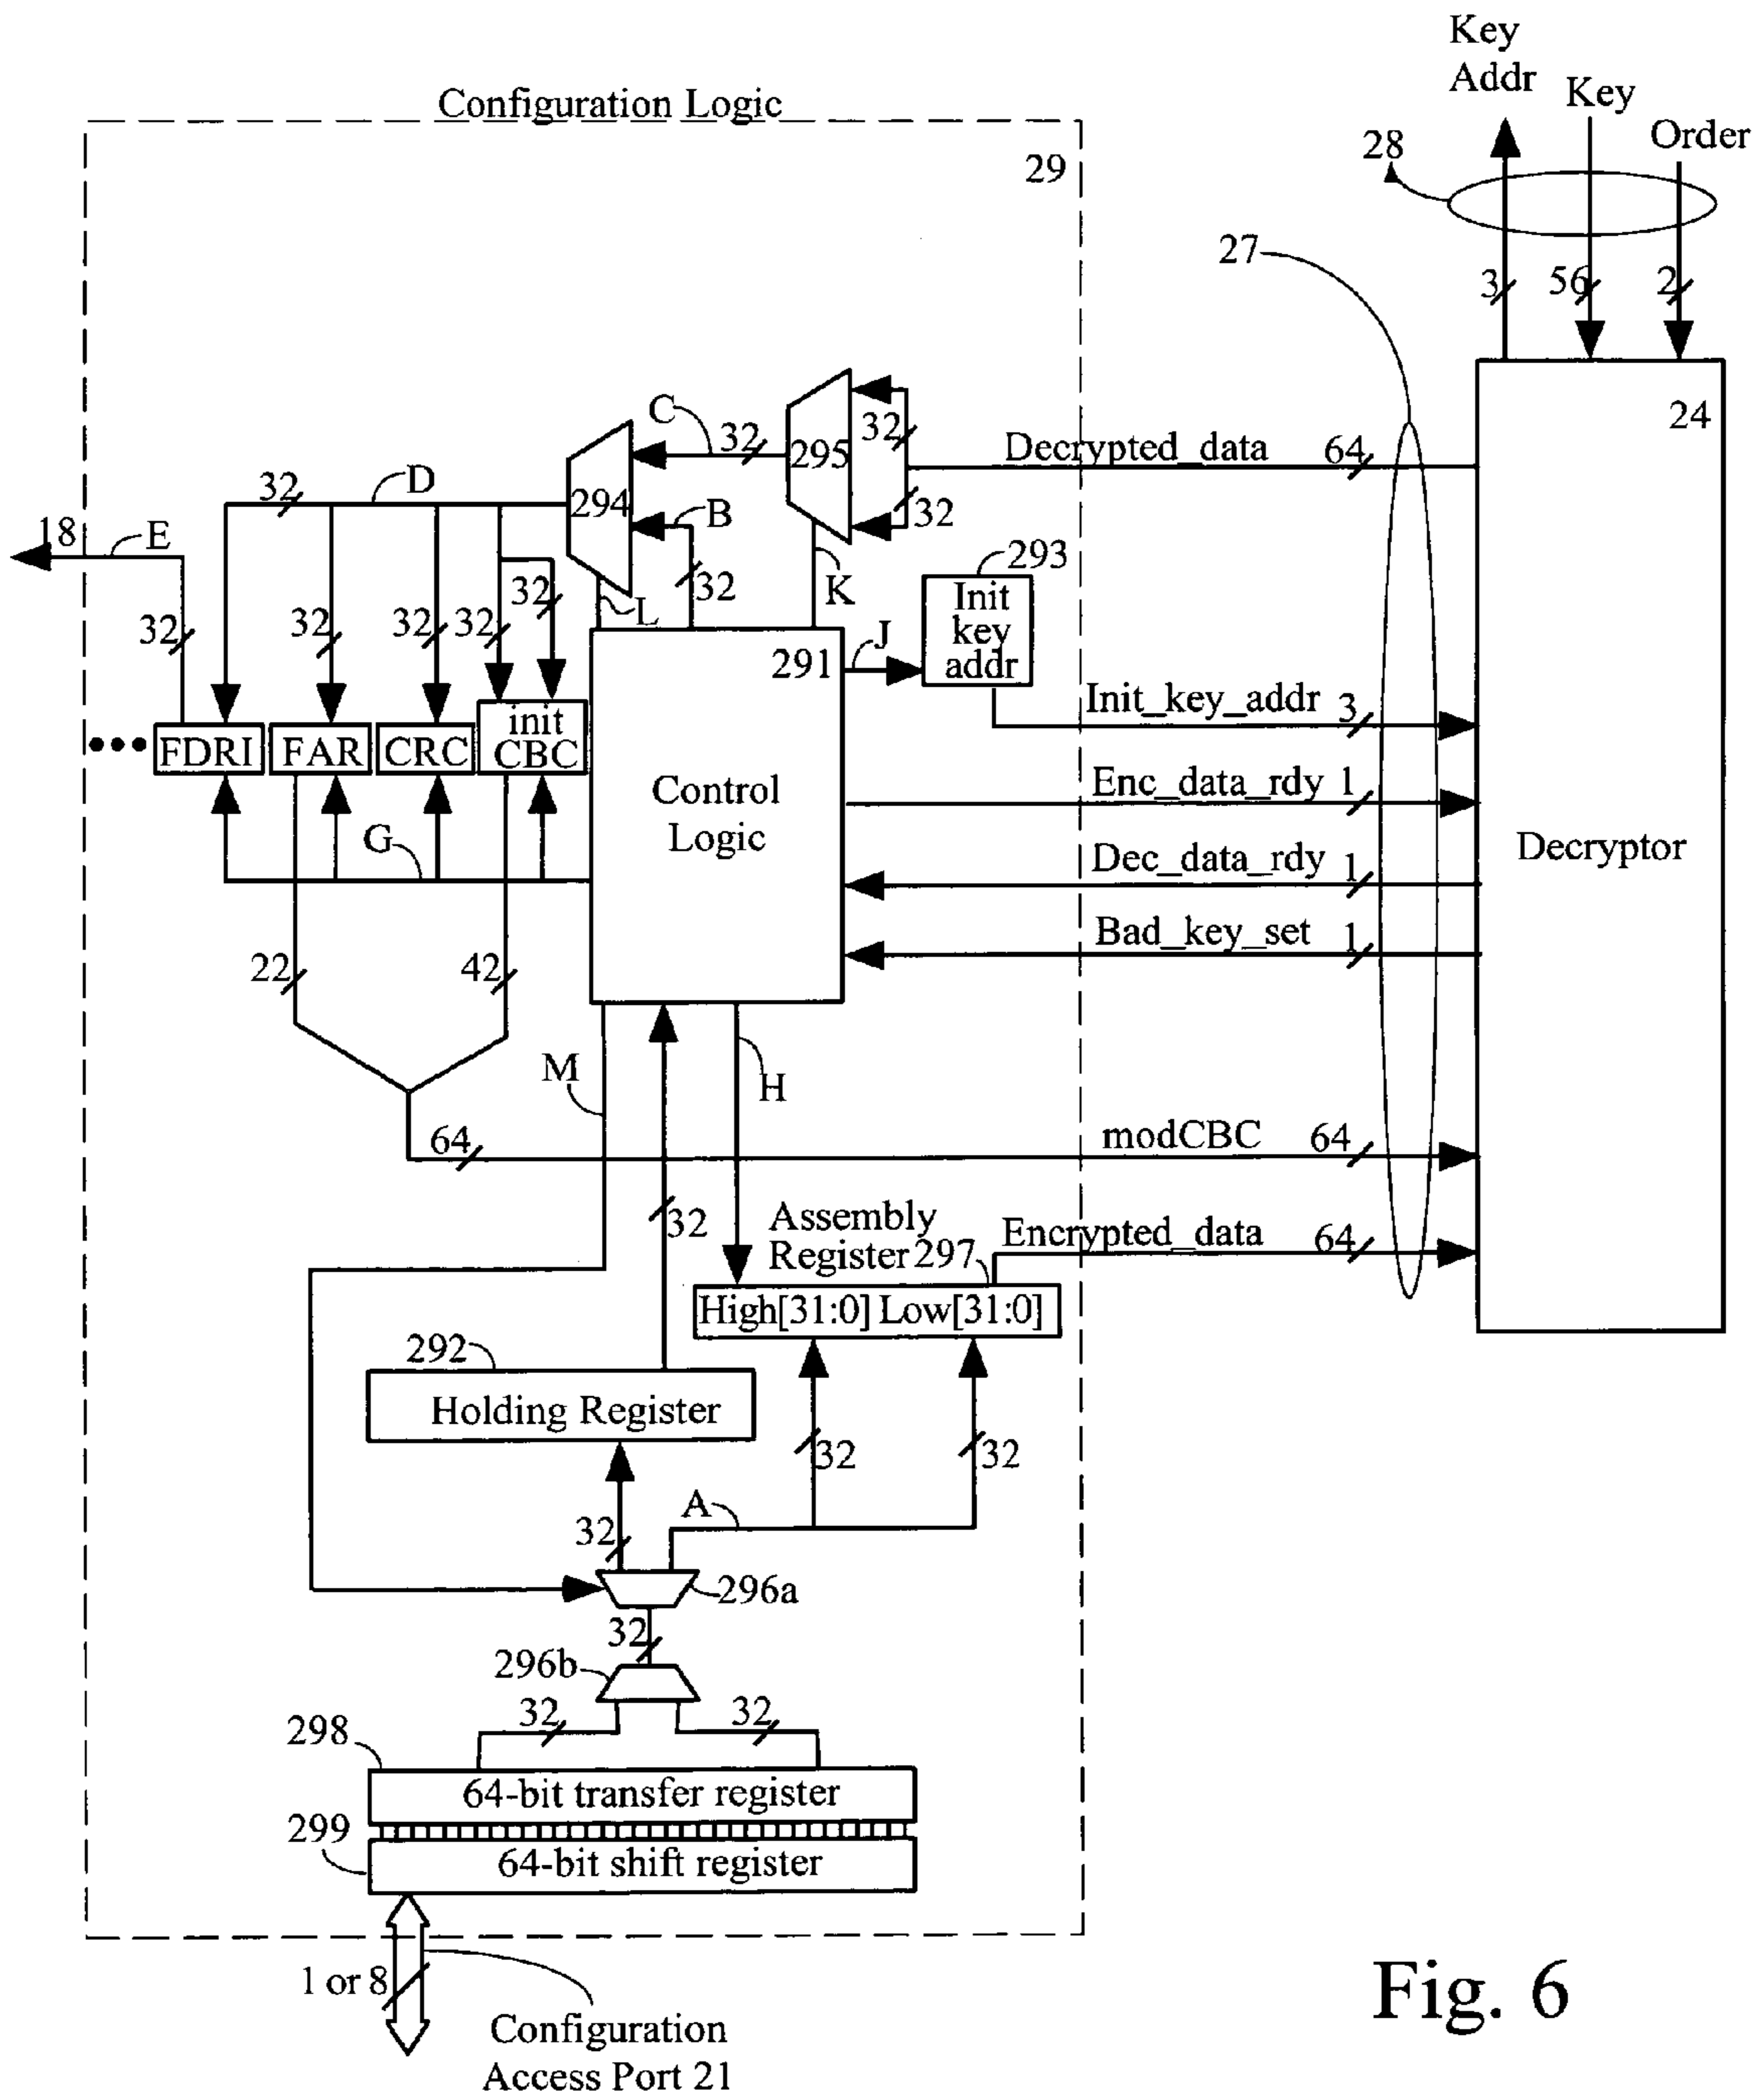 Key
Addr
Key
Order
Configuration Logic
29
28
27
3
56
2
24
C
32
295
32
Decrypted_data
64
32
D
294
B
32
32
18
E
293
32
K
Init
key
addr
L
J
32
32
32
32
291
Init_key_addr
3
FDRI
FAR
CRC
init
CBC
Enc_data_rdy
1
Control
Logic
Decryptor
G
Dec_data_rdy
1
Bad_key_set
1
22
42
M
H
64
modCBC
64
32
Assembly
Register 297
Encrypted_data
64
High[31:0] Low[31:0]
292
Holding Register
32
32
A
32
296a
32
296b
32
32
298
64-bit transfer register
299
64-bit shift register
1 or 8
Configuration
Access Port 21
Fig. 6